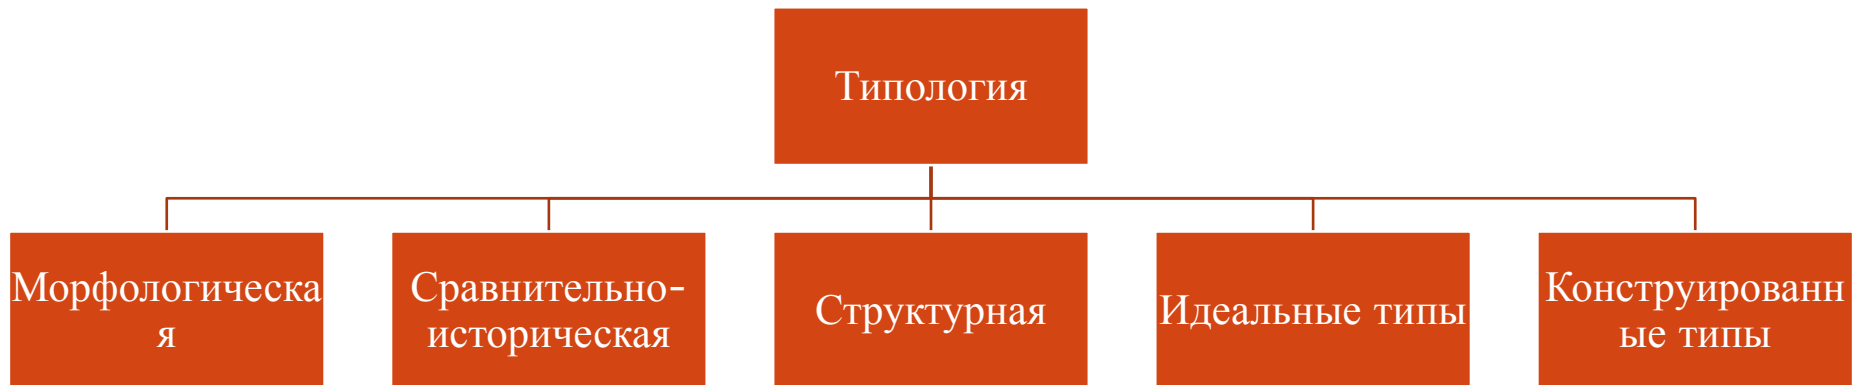 Типология
Морфологическа
я
Сравнительно-
историческая
Структурная
Идеальные типы
Конструированн
ые типы